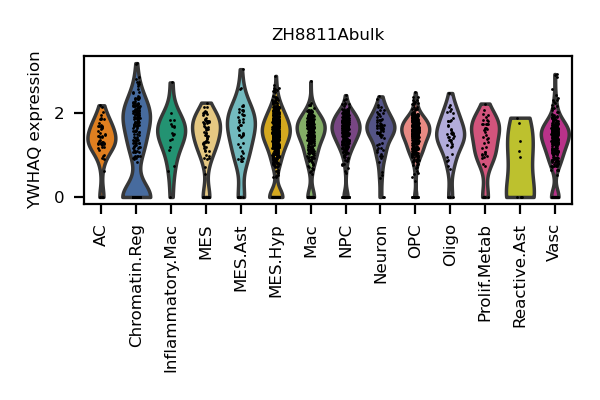 ZH8811Abulk
YWHAQ expression
2
0
AC
Chromatin.Reg
Inflammatory.Mac
MES
MES.Ast
MES.Hyp
Mac
NPC
Neuron
OPC
Oligo
Prolif.Metab
Reactive.Ast
Vasc